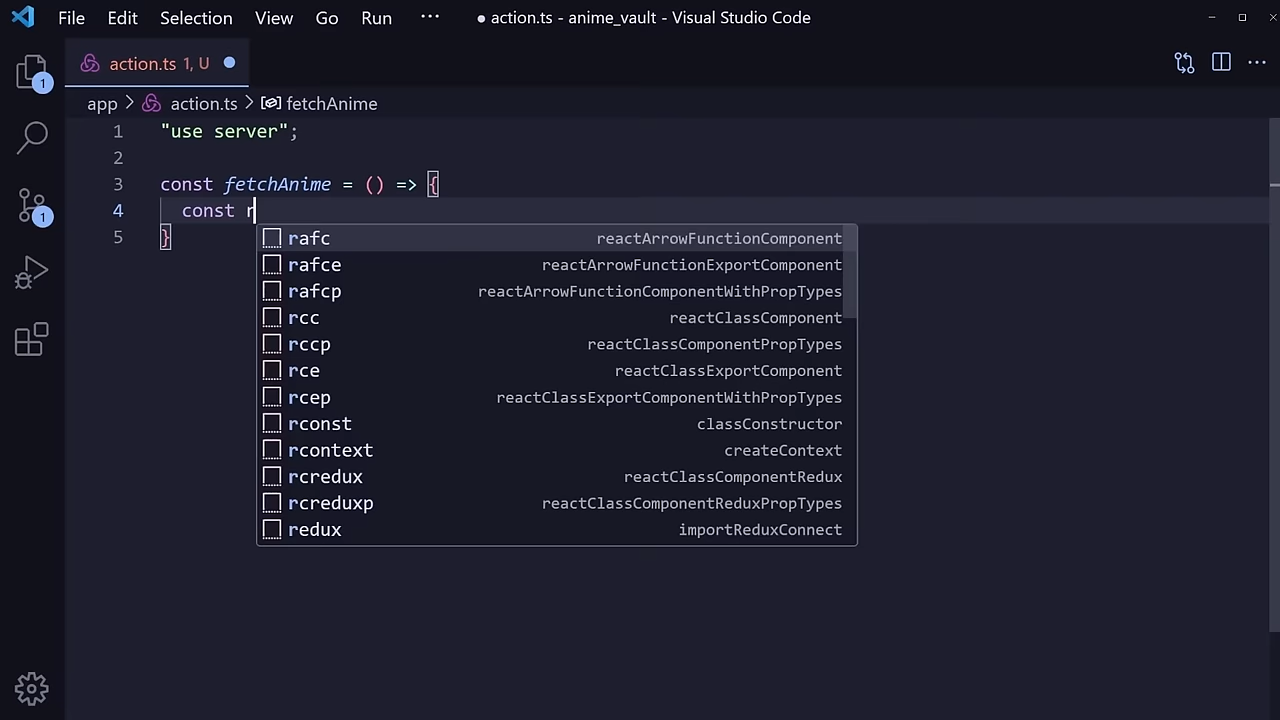 File Edit Selection View Go Run ··· ● action.ts - anime_vault - Visual Studio Code
action.ts 1, U
app > action.ts > fetchAnime
1 "use server";
2
3 const fetchAnime = () => {
4 const r
5 }
rafc reactArrowFunctionComponent
rafce reactArrowFunctionExportComponent
rafcp reactArrowFunctionComponentWithPropTypes
rcc reactClassComponent
rccp reactClassComponentPropTypes
rce reactClassExportComponent
rcep reactClassExportComponentWithPropTypes
rconst classConstructor
rcontext createContext
rcredux reactClassComponentRedux
rcreduxp reactClassComponentReduxPropTypes
redux importReduxConnect
1
1